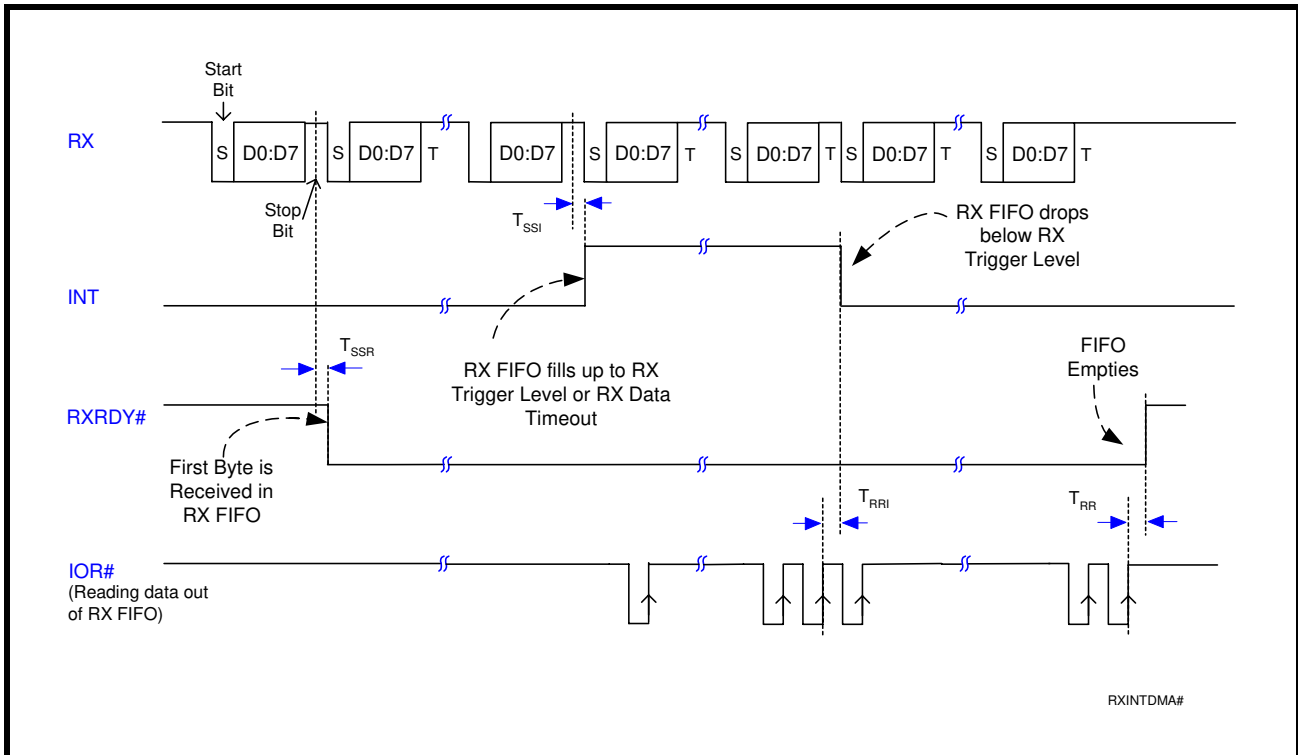 Start
Bit
RX
S D0:D7 S D0:D7 T D0:D7 S D0:D7 T S D0:D7 T S D0:D7 T S D0:D7 T
Stop
Bit
TSSI
RX FIFO drops
below RX
Trigger Level
INT
TSSR
RX FIFO fills up to RX
Trigger Level or RX Data
Timeout
FIFO
Empties
RXRDY#
First Byte is
Received in
RX FIFO
TRRI
TRR
IOR#
(Reading data out
of RX FIFO)
RXINTDMA#